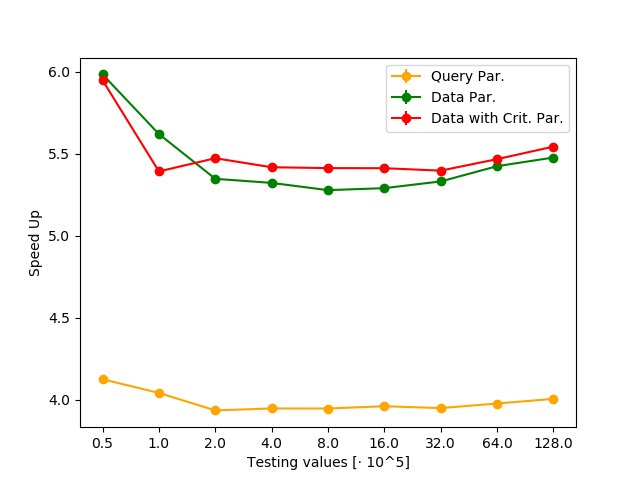 Query Par.
Data Par.
Data with Crit. Par.
6.0
5.5
5.0
4.5
4.0
Speed Up
0.5 1.0 2.0 4.0 8.0 16.0 32.0 64.0 128.0
Testing values [· 10^5]